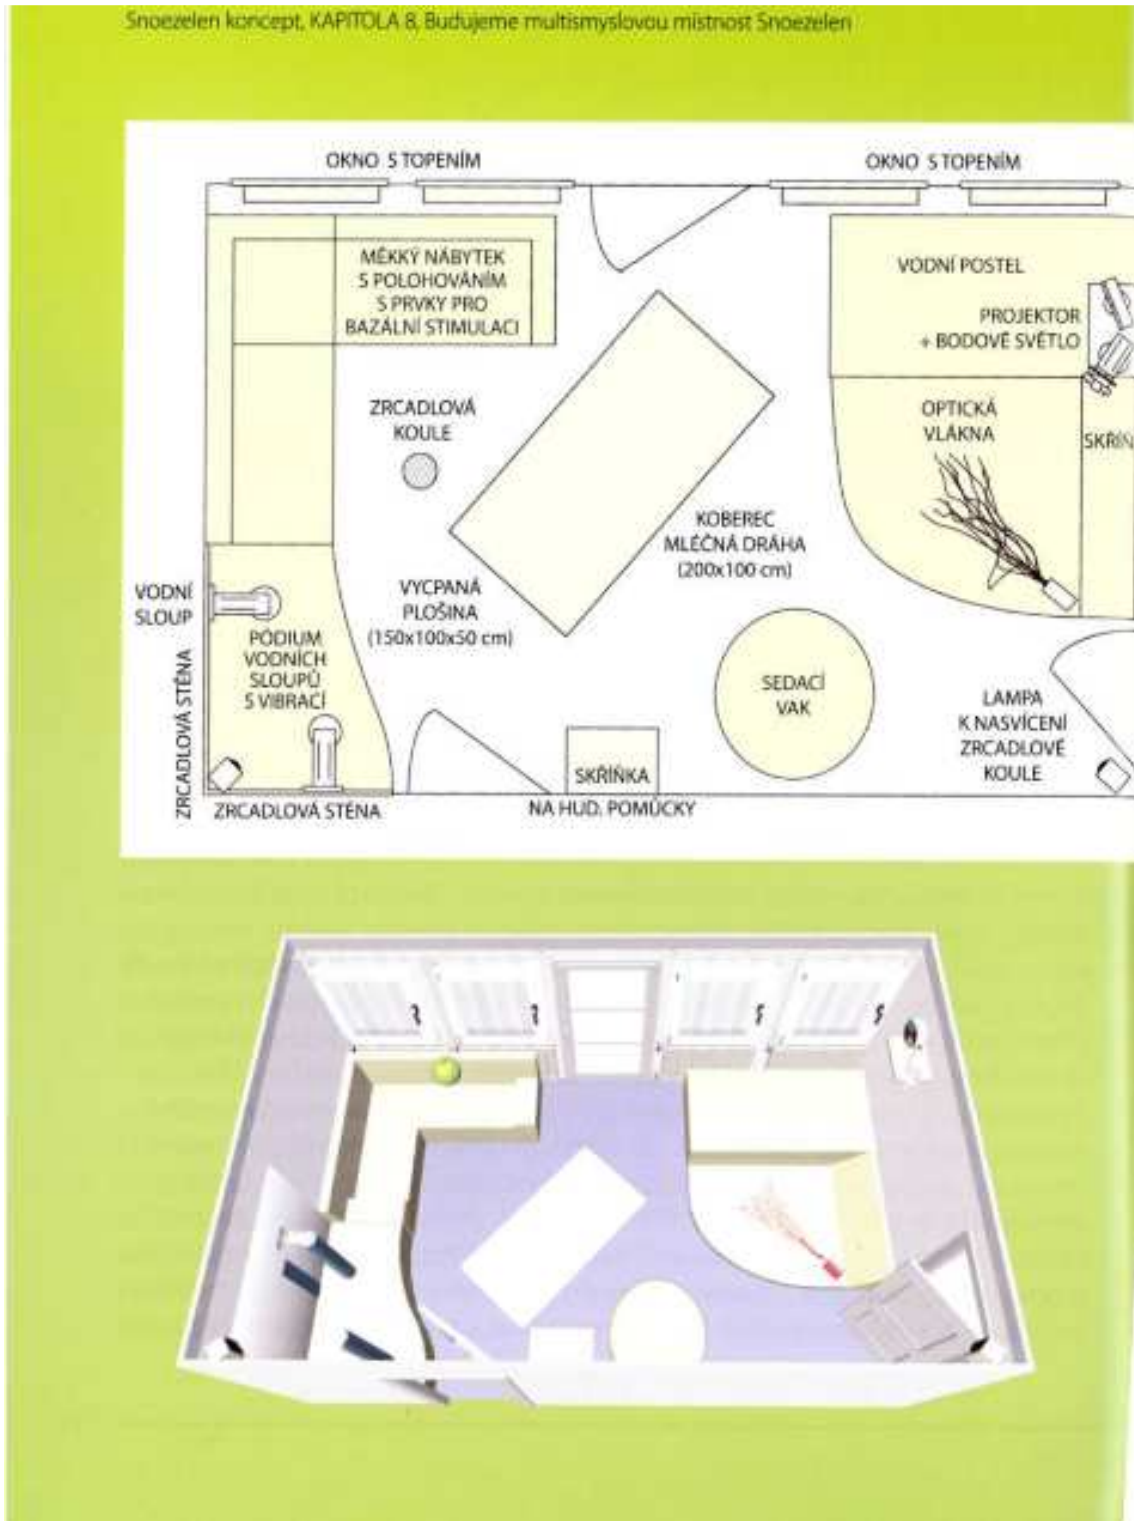 Snoezelen koncept, KAPITOLA 8, Budujeme multismyslovou místnost Snoezelen
OKNO S TOPENÍM
OKNO S TOPENÍM
MĚKKÝ NÁBYTEK
S POLOHOVÁNÍM
S PRVKY PRO
BAZÁLNÍ STIMULACI
VODNÍ POSTEL
PROJEKTOR
+ BODOVÉ SVĚTLO
ZRCADLOVÁ
KOULE
OPTICKÁ
VLÁKNA
SKŘÍŇ
KOBEREC
MLÉČNÁ DRÁHA
(200x100 cm)
VYCPANÁ
PLOŠINA
(150x100x50 cm)
VODNÍ
SLOUP
PÓDIUM
VODNÍCH
SLOUPŮ
S VIBRACÍ
ZRCADLOVÁ STĚNA
SEDACÍ
VAK
LAMPA
K NASVÍCENÍ
ZRCADLOVÉ
KOULE
SKŘÍŇKA
ZRCADLOVÁ STĚNA
NA HUD. POMŮCKY